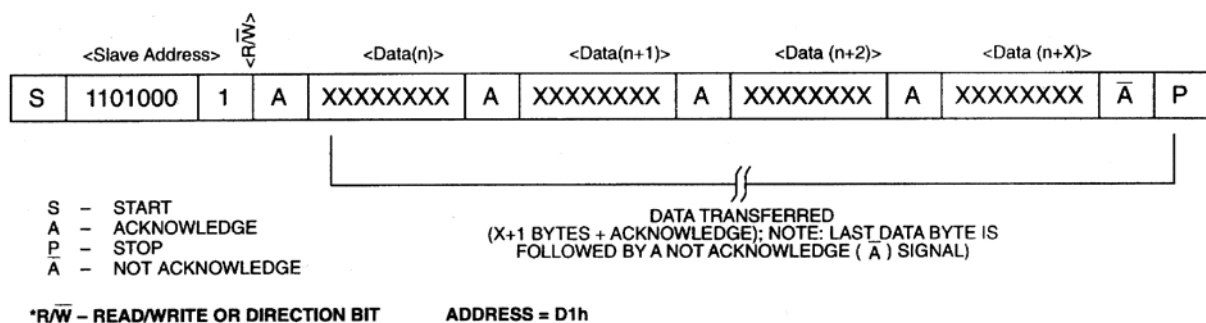 <Slave Address> <R/W̅> <Data(n)> <Data(n+1)> <Data (n+2)> <Data (n+X)>
S 1101000 1 A XXXXXXXX A XXXXXXXX A XXXXXXXX A XXXXXXXX A̅ P
S – START
A – ACKNOWLEDGE
P – STOP
A̅ – NOT ACKNOWLEDGE
DATA TRANSFERRED
(X+1 BYTES + ACKNOWLEDGE); NOTE: LAST DATA BYTE IS
FOLLOWED BY A NOT ACKNOWLEDGE ( A̅ ) SIGNAL)
*R/W̅ – READ/WRITE OR DIRECTION BIT ADDRESS = D1h